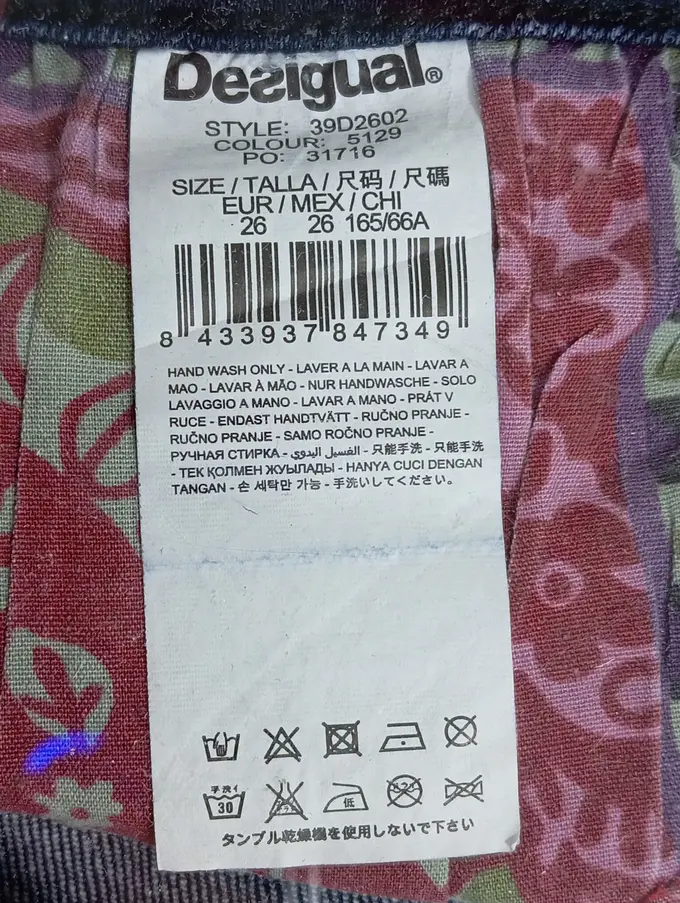 Desigual®
STYLE: 39D2602
COLOUR: 5129
PO: 31716
SIZE / TALLA / 尺码 / 尺碼
EUR / MEX / CHI
26 26 165/66A
8 433937 847349
HAND WASH ONLY - LAVER A LA MAIN - LAVAR A
MAO - LAVAR À MÃO - NUR HANDWASCHE - SOLO
LAVAGGIO A MANO - LAVAR A MANO - PRÁT V
RUCE - ENDAST HANDTVÄTT - RUČNO PRANJE -
RUČNO PRANJE - SAMO ROČNO PRANJE -
РУЧНАЯ СТИРКА - الغسيل اليدوي - 只能手洗 - 只能手洗
- ТЕК ҚОЛМЕН ЖУЫЛАДЫ - HANYA CUCI DENGAN
TANGAN - 손 세탁만 가능 - 手洗いしてください。
手洗イ
30 低
タンブル乾燥機を使用しないで下さい